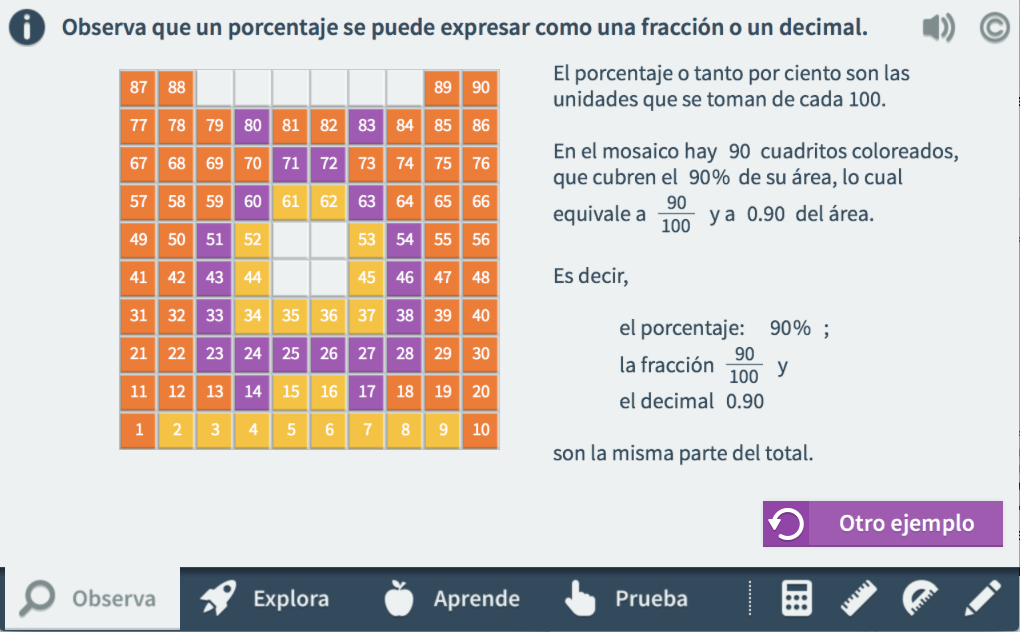 Observa que un porcentaje se puede expresar como una fracción o un decimal.
87 88 89 90
77 78 79 80 81 82 83 84 85 86
67 68 69 70 71 72 73 74 75 76
57 58 59 60 61 62 63 64 65 66
49 50 51 52 53 54 55 56
41 42 43 44 45 46 47 48
31 32 33 34 35 36 37 38 39 40
21 22 23 24 25 26 27 28 29 30
11 12 13 14 15 16 17 18 19 20
1 2 3 4 5 6 7 8 9 10
El porcentaje o tanto por ciento son las
unidades que se toman de cada 100.
En el mosaico hay 90 cuadritos coloreados,
que cubren el 90% de su área, lo cual
equivale a 90/100 y a 0.90 del área.
Es decir,
el porcentaje: 90% ;
la fracción 90/100 y
el decimal 0.90
son la misma parte del total.
Otro ejemplo
Observa Explora Aprende Prueba